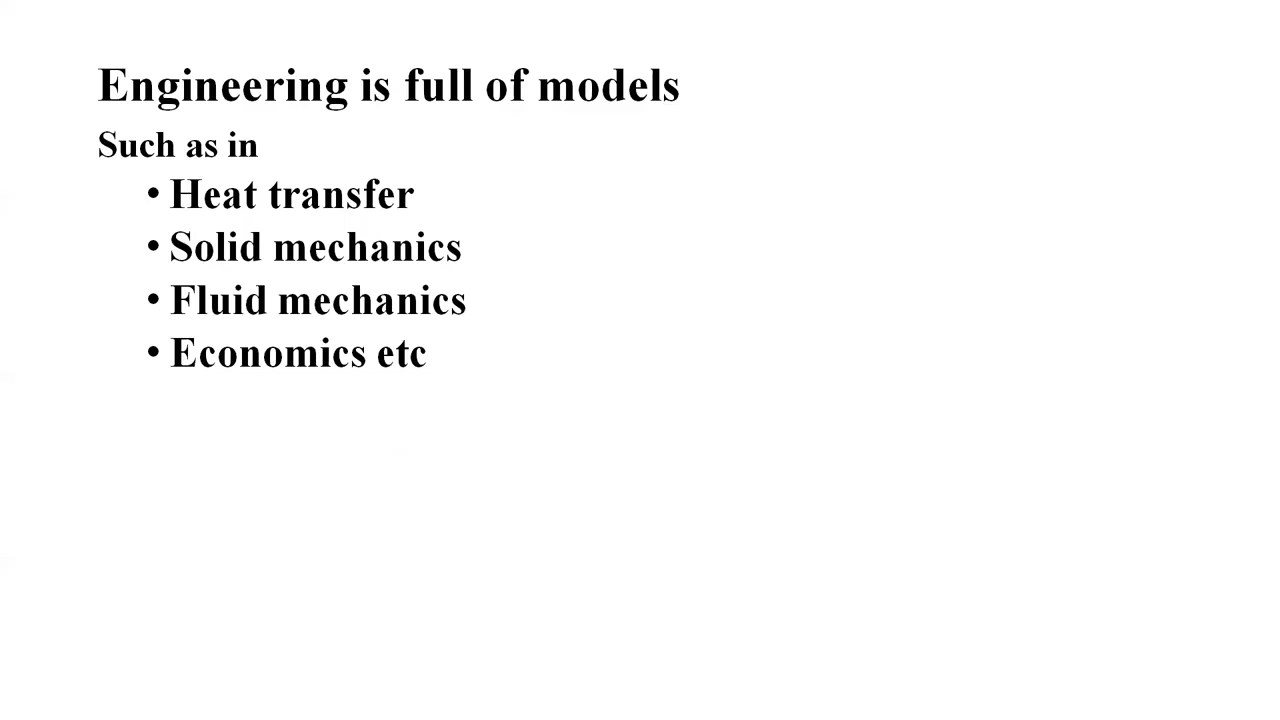 Engineering is full of models
Such as in
• Heat transfer
• Solid mechanics
• Fluid mechanics
• Economics etc